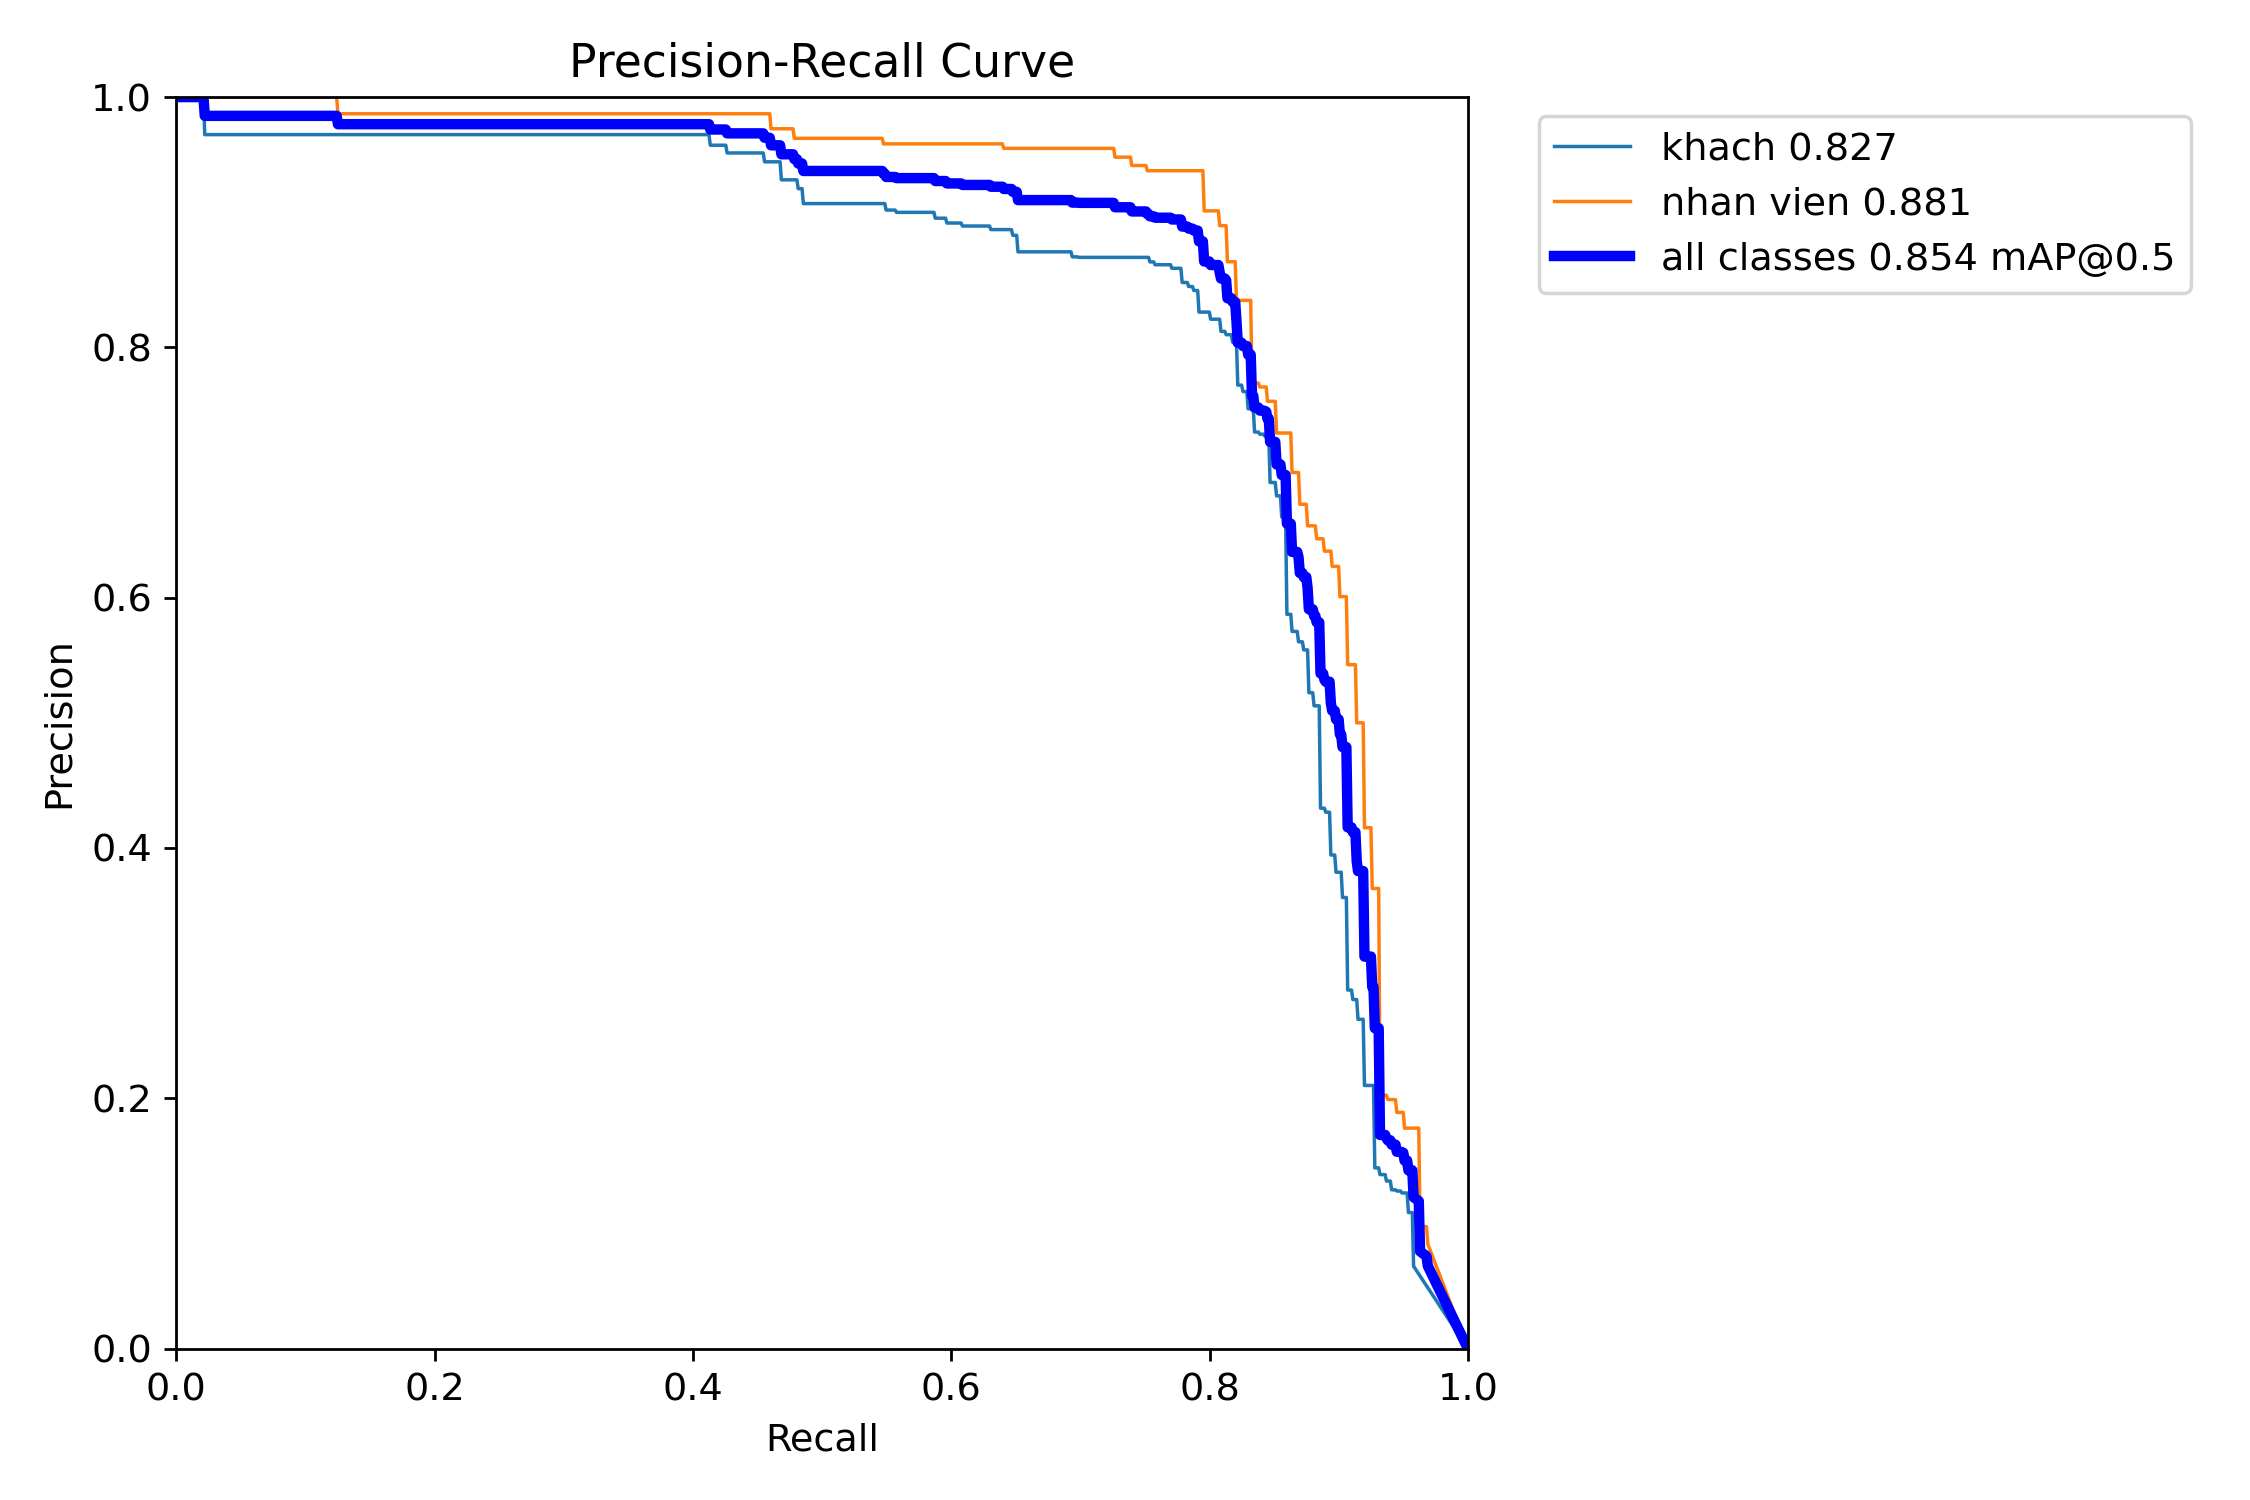 Precision-Recall Curve
khach 0.827
nhan vien 0.881
all classes 0.854 mAP@0.5
1.0
0.8
0.6
0.4
0.2
0.0
Precision
0.0 0.2 0.4 0.6 0.8 1.0
Recall